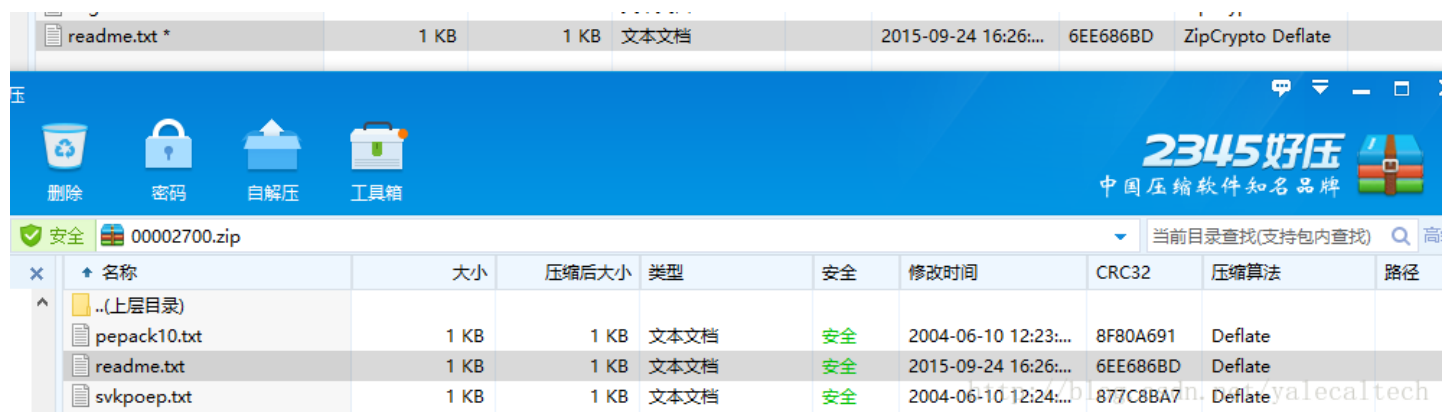 readme.txt * 1 KB 1 KB 文本文档 2015-09-24 16:26:... 6EE686BD ZipCrypto Deflate
压
2345好压
中国压缩软件知名品牌
删除 密码 自解压 工具箱
安全 00002700.zip 当前目录查找(支持包内查找) 高
名称 大小 压缩后大小 类型 安全 修改时间 CRC32 压缩算法 路径
..(上层目录)
pepack10.txt 1 KB 1 KB 文本文档 安全 2004-06-10 12:23:... 8F80A691 Deflate
readme.txt 1 KB 1 KB 文本文档 安全 2015-09-24 16:26:... 6EE686BD Deflate
svkpoep.txt 1 KB 1 KB 文本文档 安全 2004-06-10 12:24:... 877C8BA7 Deflate
http://blog.csdn.net/yalecaltech